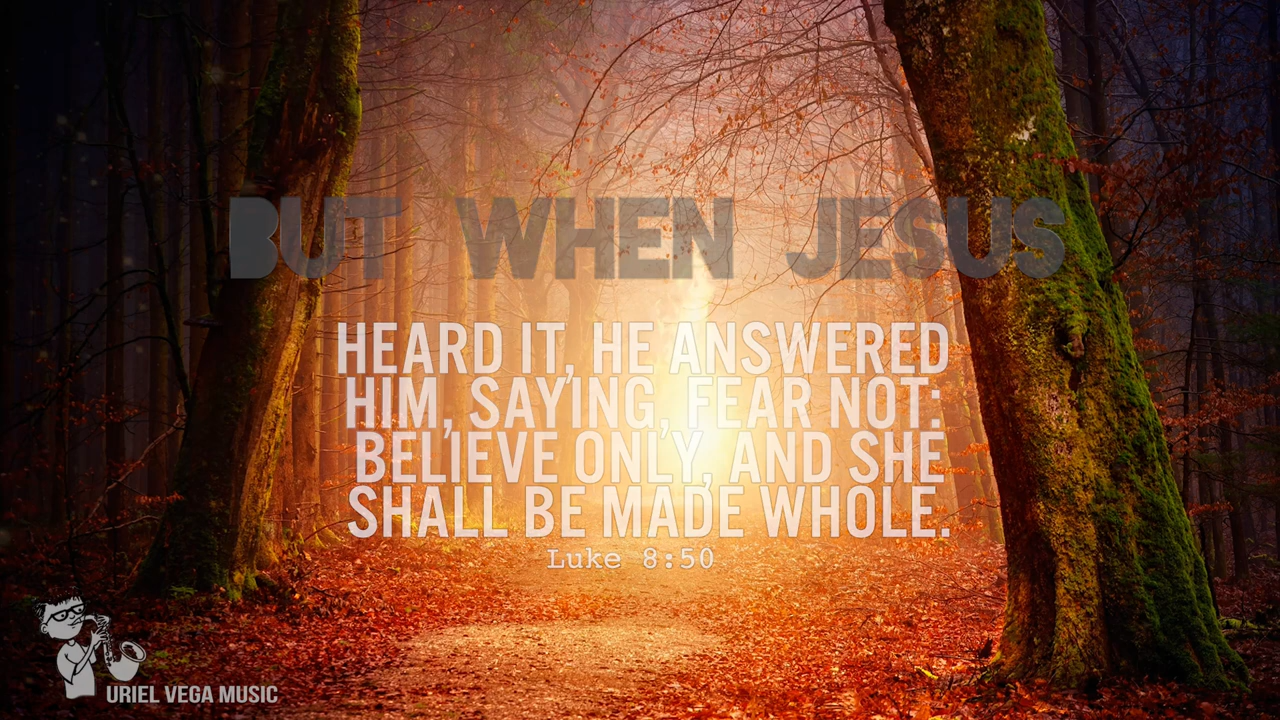 BUT WHEN JESUS
HEARD IT, HE ANSWERED
HIM, SAYING, FEAR NOT:
BELIEVE ONLY, AND SHE
SHALL BE MADE WHOLE.
Luke 8:50
URIEL VEGA MUSIC